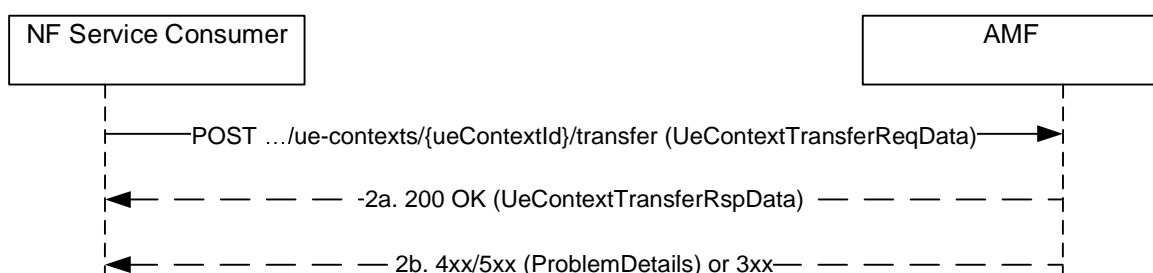 NF Service Consumer
AMF
POST …/ue-contexts/{ueContextId}/transfer (UeContextTransferReqData)
2a. 200 OK (UeContextTransferRspData)
2b. 4xx/5xx (ProblemDetails) or 3xx